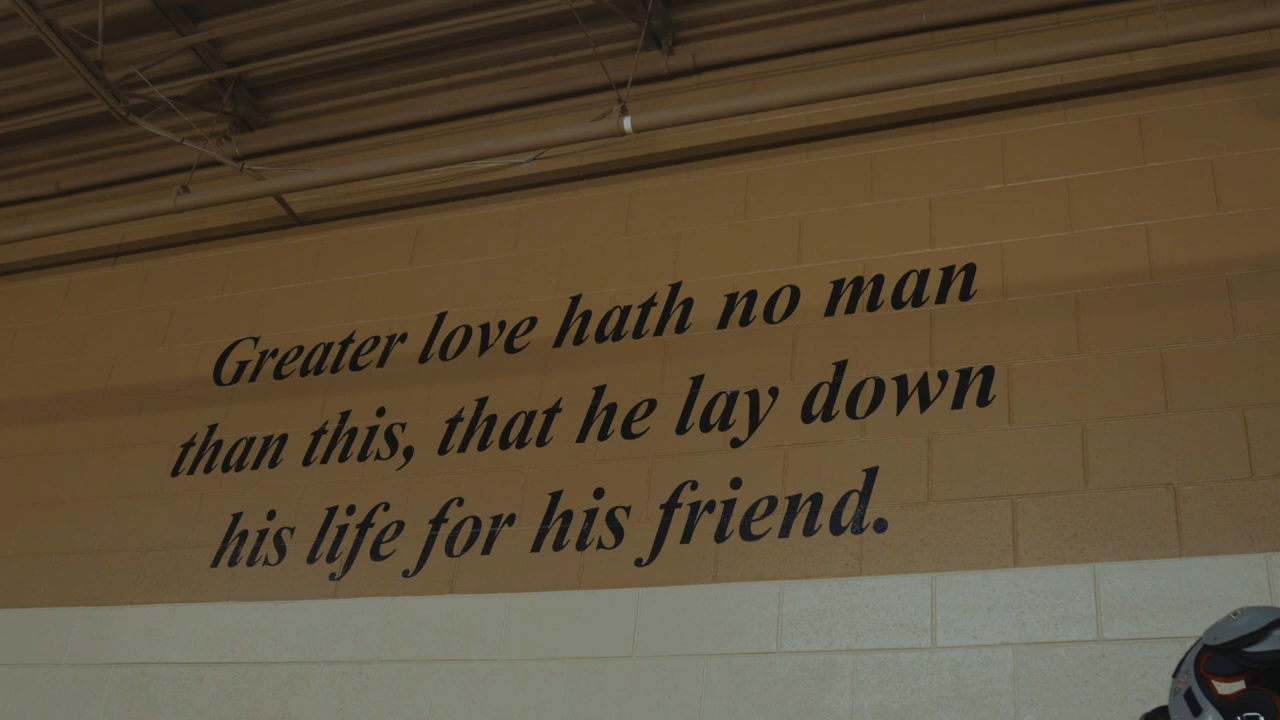 Greater love hath no man
than this, that he lay down
his life for his friend.